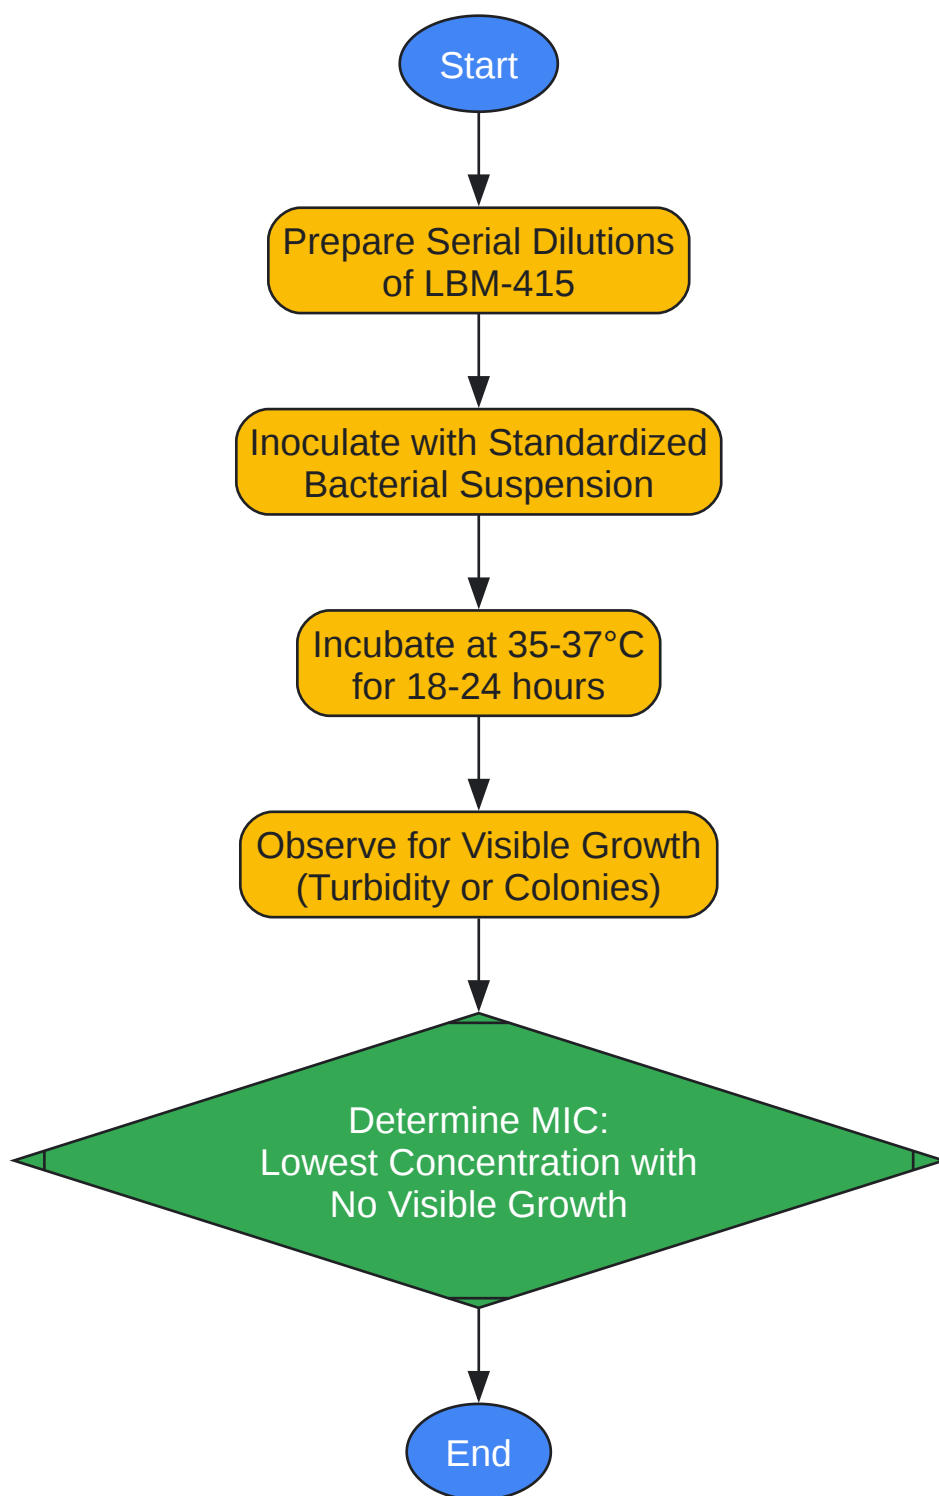 Start
Prepare Serial Dilutions
of LBM-415
Inoculate with Standardized
Bacterial Suspension
Incubate at 35-37°C
for 18-24 hours
Observe for Visible Growth
(Turbidity or Colonies)
Determine MIC:
Lowest Concentration with
No Visible Growth
End